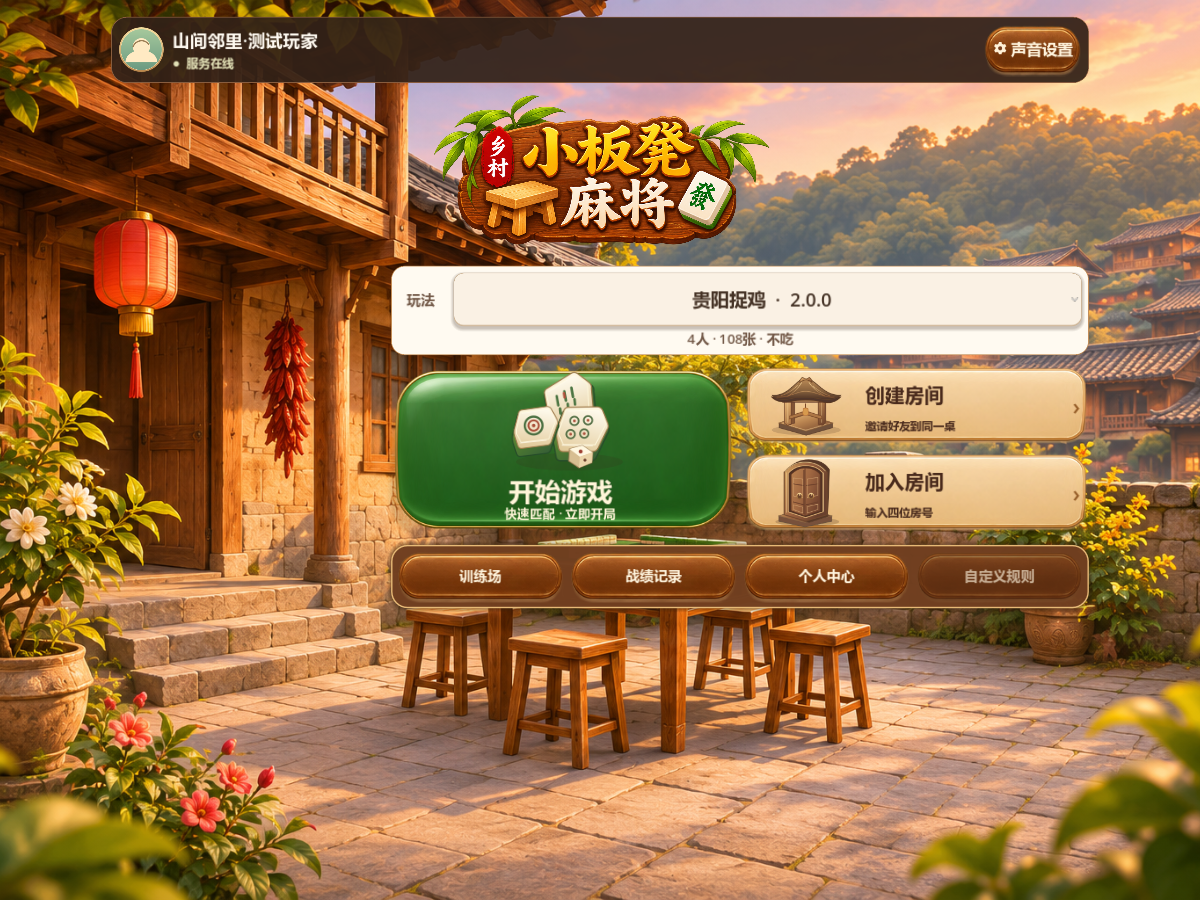 山间邻里·测试玩家
● 服务在线
声音设置
乡村
小板凳
麻将
發
玩法
贵阳捉鸡 · 2.0.0
4人 · 108张 · 不吃
开始游戏
快速匹配 · 立即开局
创建房间
邀请好友到同一桌
加入房间
输入四位房号
训练场
战绩记录
个人中心
自定义规则